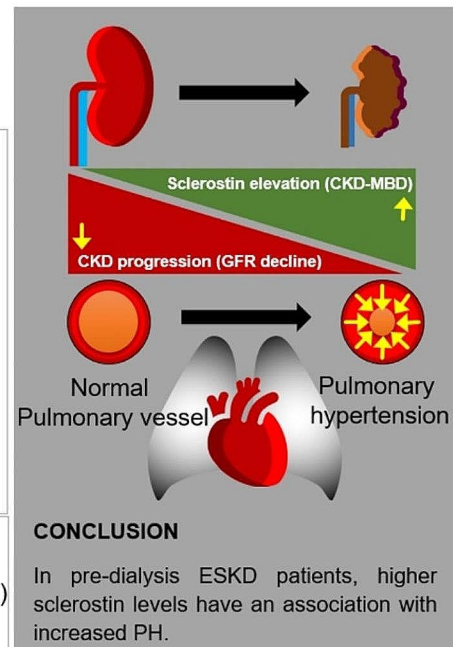 Sclerostin elevation (CKD-MBD)
CKD progression (GFR decline)
Normal
Pulmonary vessel
Pulmonary
hypertension
CONCLUSION
In pre-dialysis ESKD patients, higher
sclerostin levels have an association with
increased PH.
)